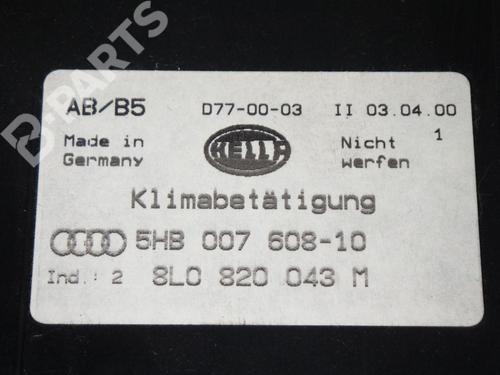 AB/B5 D77-00-03 II 03.04.00
Made in Germany
HELLA
Nicht werfen
1
Klimabetätigung
5HB 007 608-10
Ind.: 2 8L0 820 043 M
B-PARTS